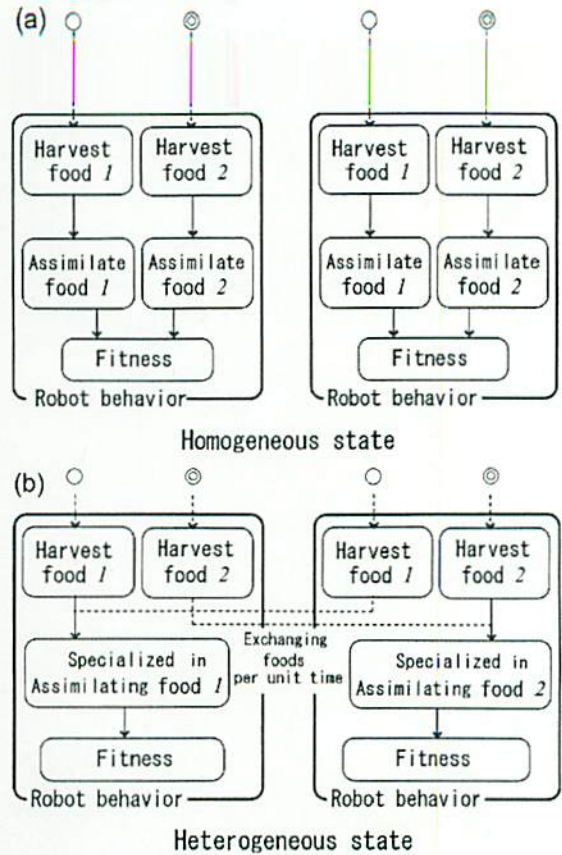 (a)
Harvest food 1
Harvest food 2
Harvest food 1
Harvest food 2
Assimilate food 1
Assimilate food 2
Assimilate food 1
Assimilate food 2
Fitness
Fitness
Robot behavior
Robot behavior
Homogeneous state
(b)
Harvest food 1
Harvest food 2
Harvest food 1
Harvest food 2
Exchanging
foods
per unit time
Specialized in
Assimilating food 1
Specialized in
Assimilating food 2
Fitness
Fitness
Robot behavior
Robot behavior
Heterogeneous state